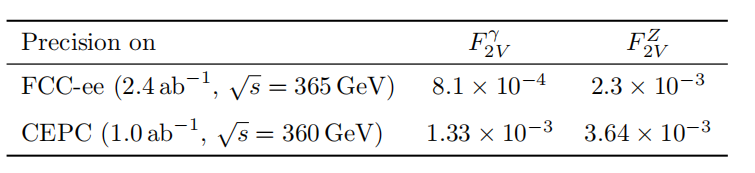 Precision on F_{2V}^{γ} F_{2V}^{Z}
FCC-ee (2.4 ab⁻¹, √s = 365 GeV) 8.1 × 10⁻⁴ 2.3 × 10⁻³
CEPC (1.0 ab⁻¹, √s = 360 GeV) 1.33 × 10⁻³ 3.64 × 10⁻³